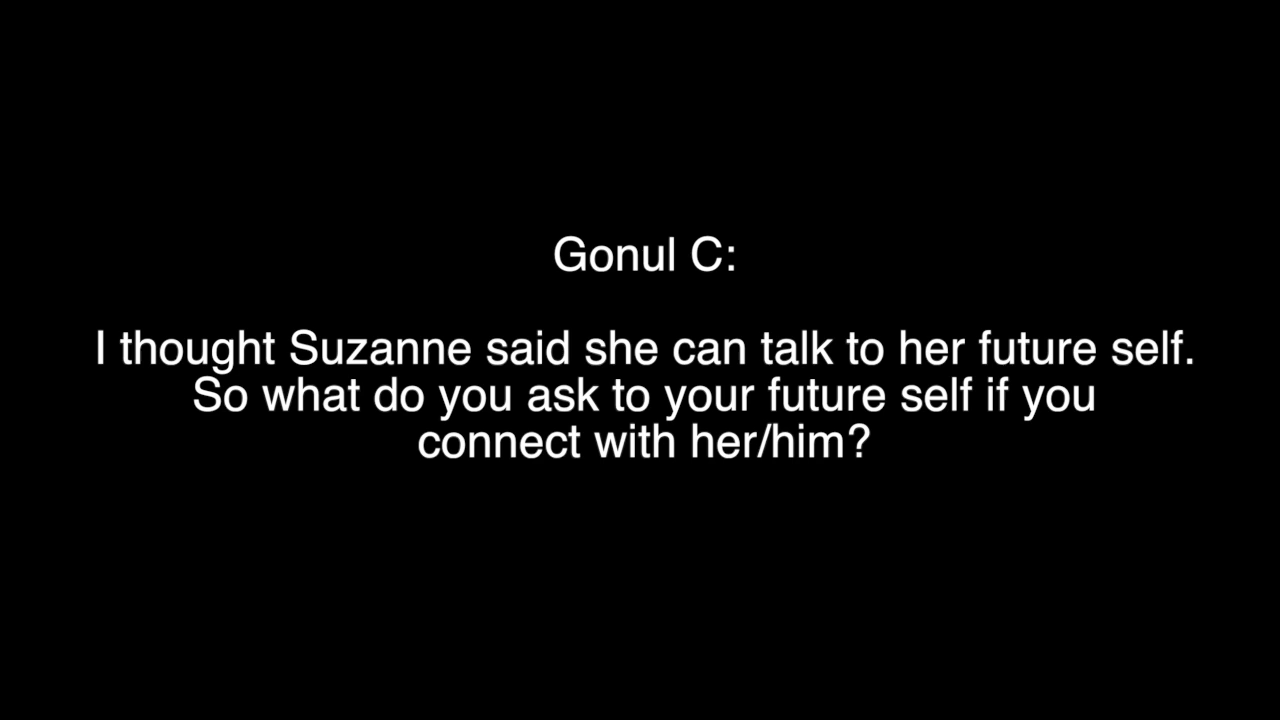 Gonul C:
I thought Suzanne said she can talk to her future self.
So what do you ask to your future self if you
connect with her/him?